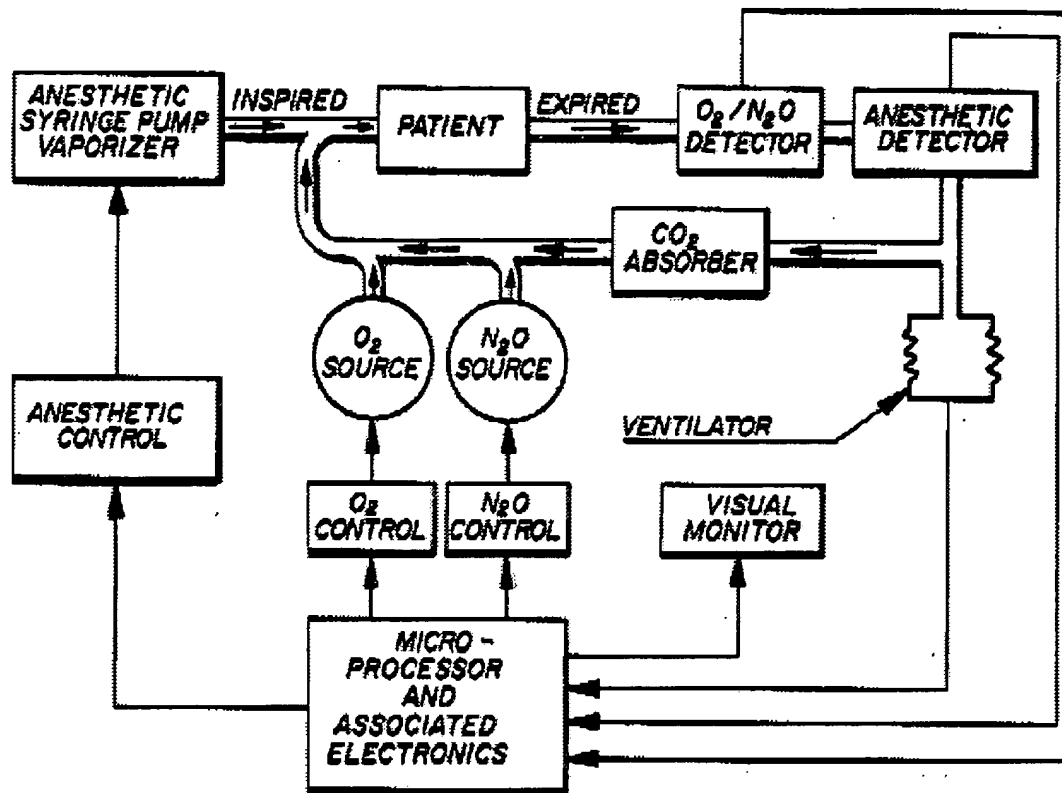 ANESTHETIC
SYRINGE PUMP
VAPORIZER
INSPIRED
PATIENT
EXPIRED
O₂/N₂O
DETECTOR
ANESTHETIC
DETECTOR
CO₂
ABSORBER
O₂
SOURCE
N₂O
SOURCE
ANESTHETIC
CONTROL
VENTILATOR
O₂
CONTROL
N₂O
CONTROL
VISUAL
MONITOR
MICRO-
PROCESSOR
AND
ASSOCIATED
ELECTRONICS